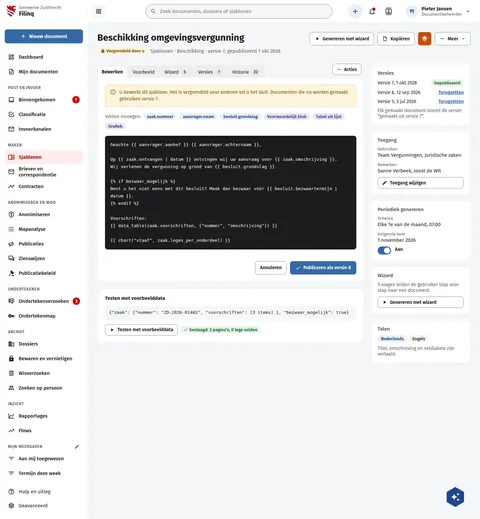 Gemeente Zuiddrecht
Filinq
Zoek documenten, dossiers of sjablonen
PJ
Pieter Jansen
Documentbeheerder
+ Nieuw document
Dashboard
Mijn documenten
POST EN INVOER
Binnengekomen
Classificatie
Invoerkanalen
MAKEN
Sjablonen
Brieven en correspondentie
Contracten
ANONIMISEREN EN WOO
Anonimiseren
Mapanalyse
Publicaties
Zienswijzen
Publicatiebeleid
ONDERTEKENEN
Ondertekenverzoeken
Ondertekenmap
ARCHIEF
Dossiers
Bewaren en vernietigen
Wisverzoeken
Zoeken op persoon
INZICHT
Rapportages
Flows
MIJN WEERGAVEN
Aan mij toegewezen
Termijn deze week
Hulp en uitleg
Geavanceerd
Beschikking omgevingsvergunning
Vergrendeld door u
Sjablonen · Beschikking · versie 7, gepubliceerd 1 okt 2026
Genereren met wizard
Kopiëren
Meer
Bewerken
Voorbeeld
Wizard 5
Versies 7
Historie 22
Acties
U bewerkt dit sjabloon. Het is vergrendeld voor anderen tot u het sluit. Documenten die nu worden gemaakt gebruiken versie 7.
Velden invoegen:
zaak.nummer
aanvrager.naam
besluit.grondslag
Voorwaardelijk blok
Tabel uit lijst
Grafiek
Geachte {{ aanvrager.aanhef }} {{ aanvrager.achternaam }},
Op {{ zaak.ontvangen | datum }} ontvingen wij uw aanvraag voor {{ zaak.omschrijving }}.
Wij verlenen de vergunning op grond van {{ besluit.grondslag }}.
{% if bezwaar_mogelijk %}
Bent u het niet eens met dit besluit? Maak dan bezwaar vóór {{ besluit.bezwaartermijn |
datum }}.
{% endif %}
Voorschriften:
{{ data_table(zaak.voorschriften, ["nummer", "omschrijving"]) }}
{{ chart("staaf", zaak.leges_per_onderdeel) }}
Annuleren
Publiceren als versie 8
Testen met voorbeelddata
{"zaak": {"nummer": "ZO-2026-01482", "voorschriften": [3 items] }, "bezwaar_mogelijk": true}
Testen met voorbeelddata
Geslaagd: 2 pagina's, 0 lege velden
Versies
Versie 7, 1 okt 2026
Gepubliceerd
Versie 6, 12 sep 2026
Terugzetten
Versie 5, 3 jul 2026
Terugzetten
Elk gemaakt document noemt de versie: "gemaakt uit versie 7".
Toegang
Gebruiken
Team Vergunningen, Juridische zaken
Bewerken
Sanne Verbeek, Joost de Wit
Toegang wijzigen
Periodiek genereren
Schema
Elke 1e van de maand, 07:00
Volgende keer
1 november 2026
Aan
Wizard
5 vragen leiden de gebruiker stap voor stap naar een document.
Genereren met wizard
Talen
Nederlands
Engels
Titel, omschrijving en veldlabels zijn vertaald.